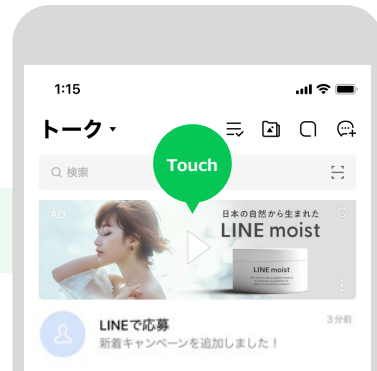 1:15
トーク
Touch
検索
AD
日本の自然から生まれた
LINE moist
LINE moist
LINEで応募
3分前
新着キャンペーンを追加しました！